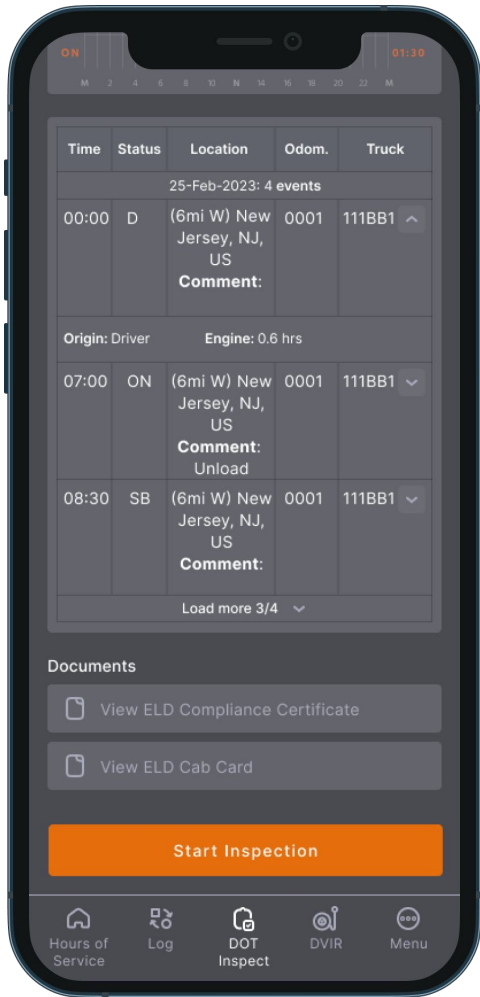 ON 01:30
M 2 4 6 8 10 N 14 16 18 20 22 M
Time Status Location Odom. Truck
25-Feb-2023: 4 events
00:00 D (6mi W) New 0001 111BB1
Jersey, NJ,
US
Comment:
Origin: Driver Engine: 0.6 hrs
07:00 ON (6mi W) New 0001 111BB1
Jersey, NJ,
US
Comment:
Unload
08:30 SB (6mi W) New 0001 111BB1
Jersey, NJ,
US
Comment:
Load more 3/4
Documents
View ELD Compliance Certificate
View ELD Cab Card
Start Inspection
Hours of
Service
Log
DOT
Inspect
DVIR
Menu